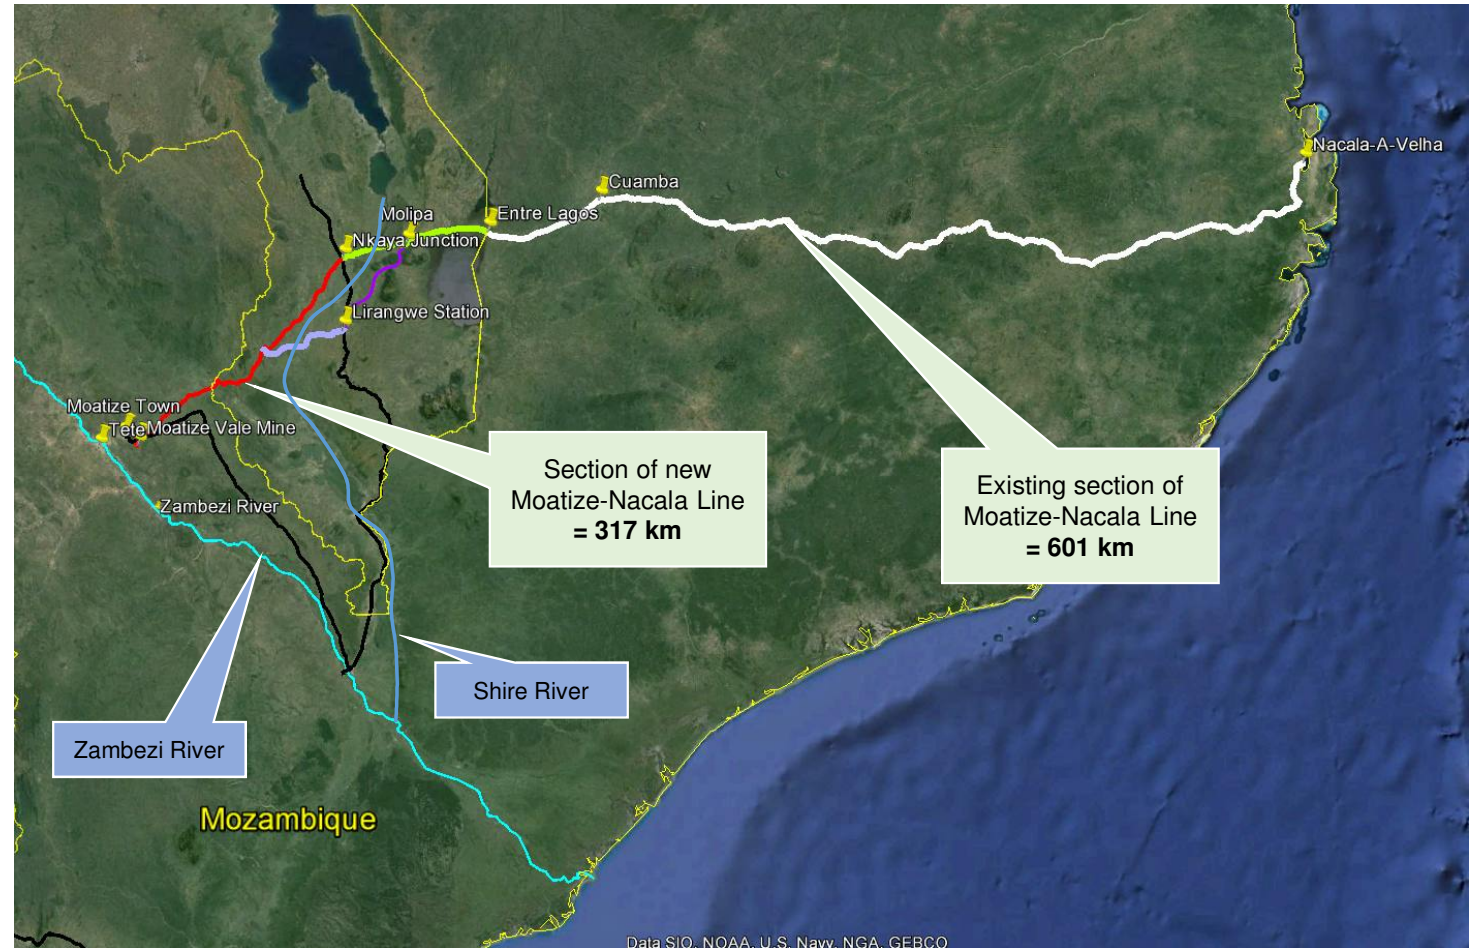 Nacala-A-Velha
Cuamba
Molipa
Entre Lagos
Nkaya Junction
Lirangwe Station
Moatize Town
Tete
Moatize Vale Mine
Section of new
Moatize-Nacala Line
= 317 km
Existing section of
Moatize-Nacala Line
= 601 km
Zambezi River
Shire River
Zambezi River
Mozambique
Data SIO, NOAA, U.S. Navy, NGA, GEBCO